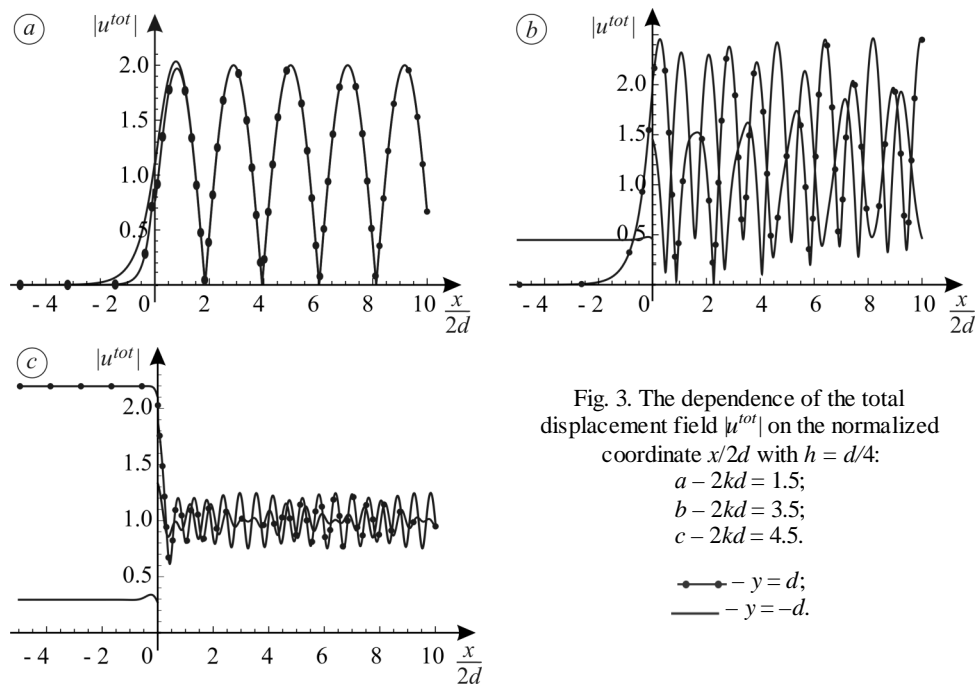 a
|u^{tot}|
2.0
1.5
1.0
0.5
- 4 - 2 0 2 4 6 8 10 x/2d
b
|u^{tot}|
2.0
1.5
1.0
0.5
- 4 - 2 0 2 4 6 8 10 x/2d
c
|u^{tot}|
2.0
1.5
1.0
0.5
- 4 - 2 0 2 4 6 8 10 x/2d
Fig. 3. The dependence of the total
displacement field |u^{tot}| on the normalized
coordinate x/2d with h = d/4:
a – 2kd = 1.5;
b – 2kd = 3.5;
c – 2kd = 4.5.
– y = d;
– y = –d.